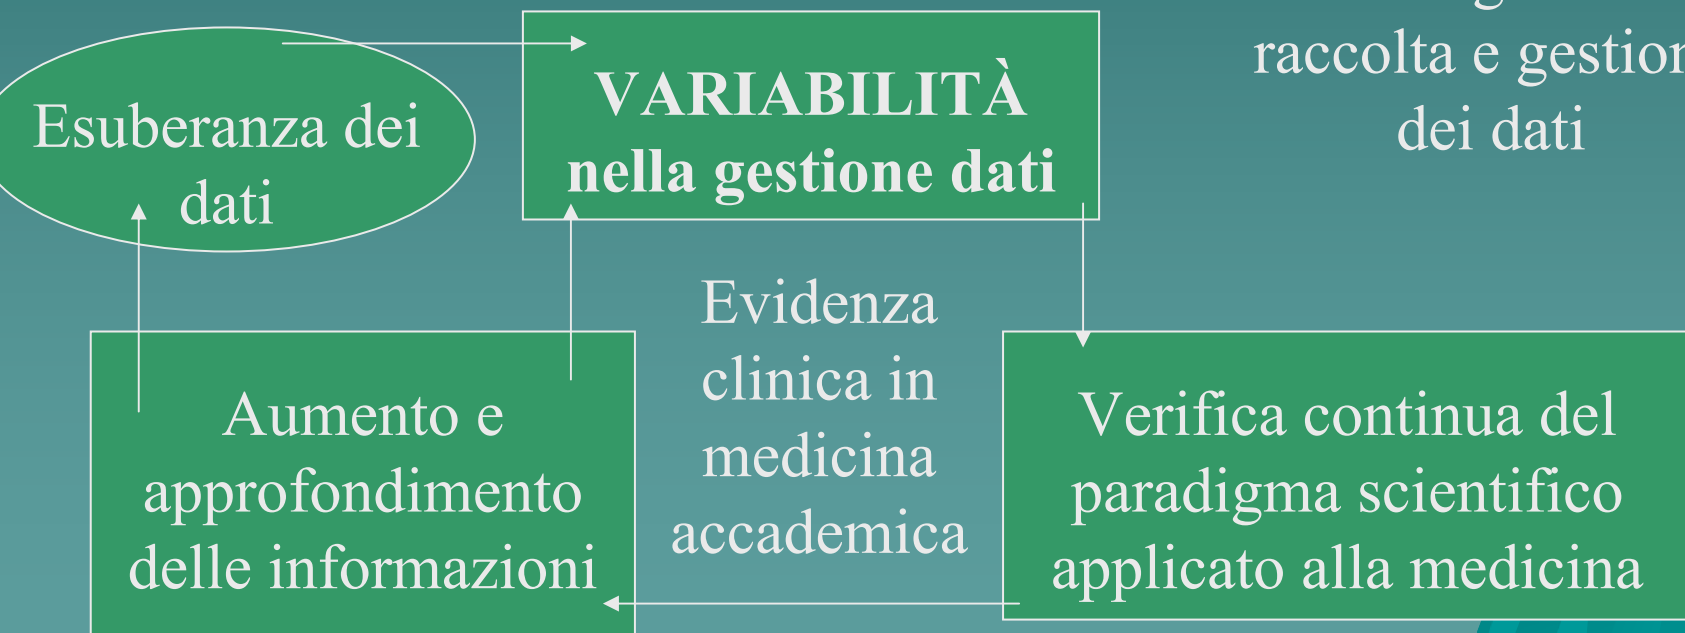 Esuberanza dei
dati
VARIABILITÀ
nella gestione dati
raccolta e
dei dati
Evidenza
clinica in
medicina
accademica
Aumento e
approfondimento
delle informazioni
Verifica continua del
paradigma scientifico
applicato alla medicina